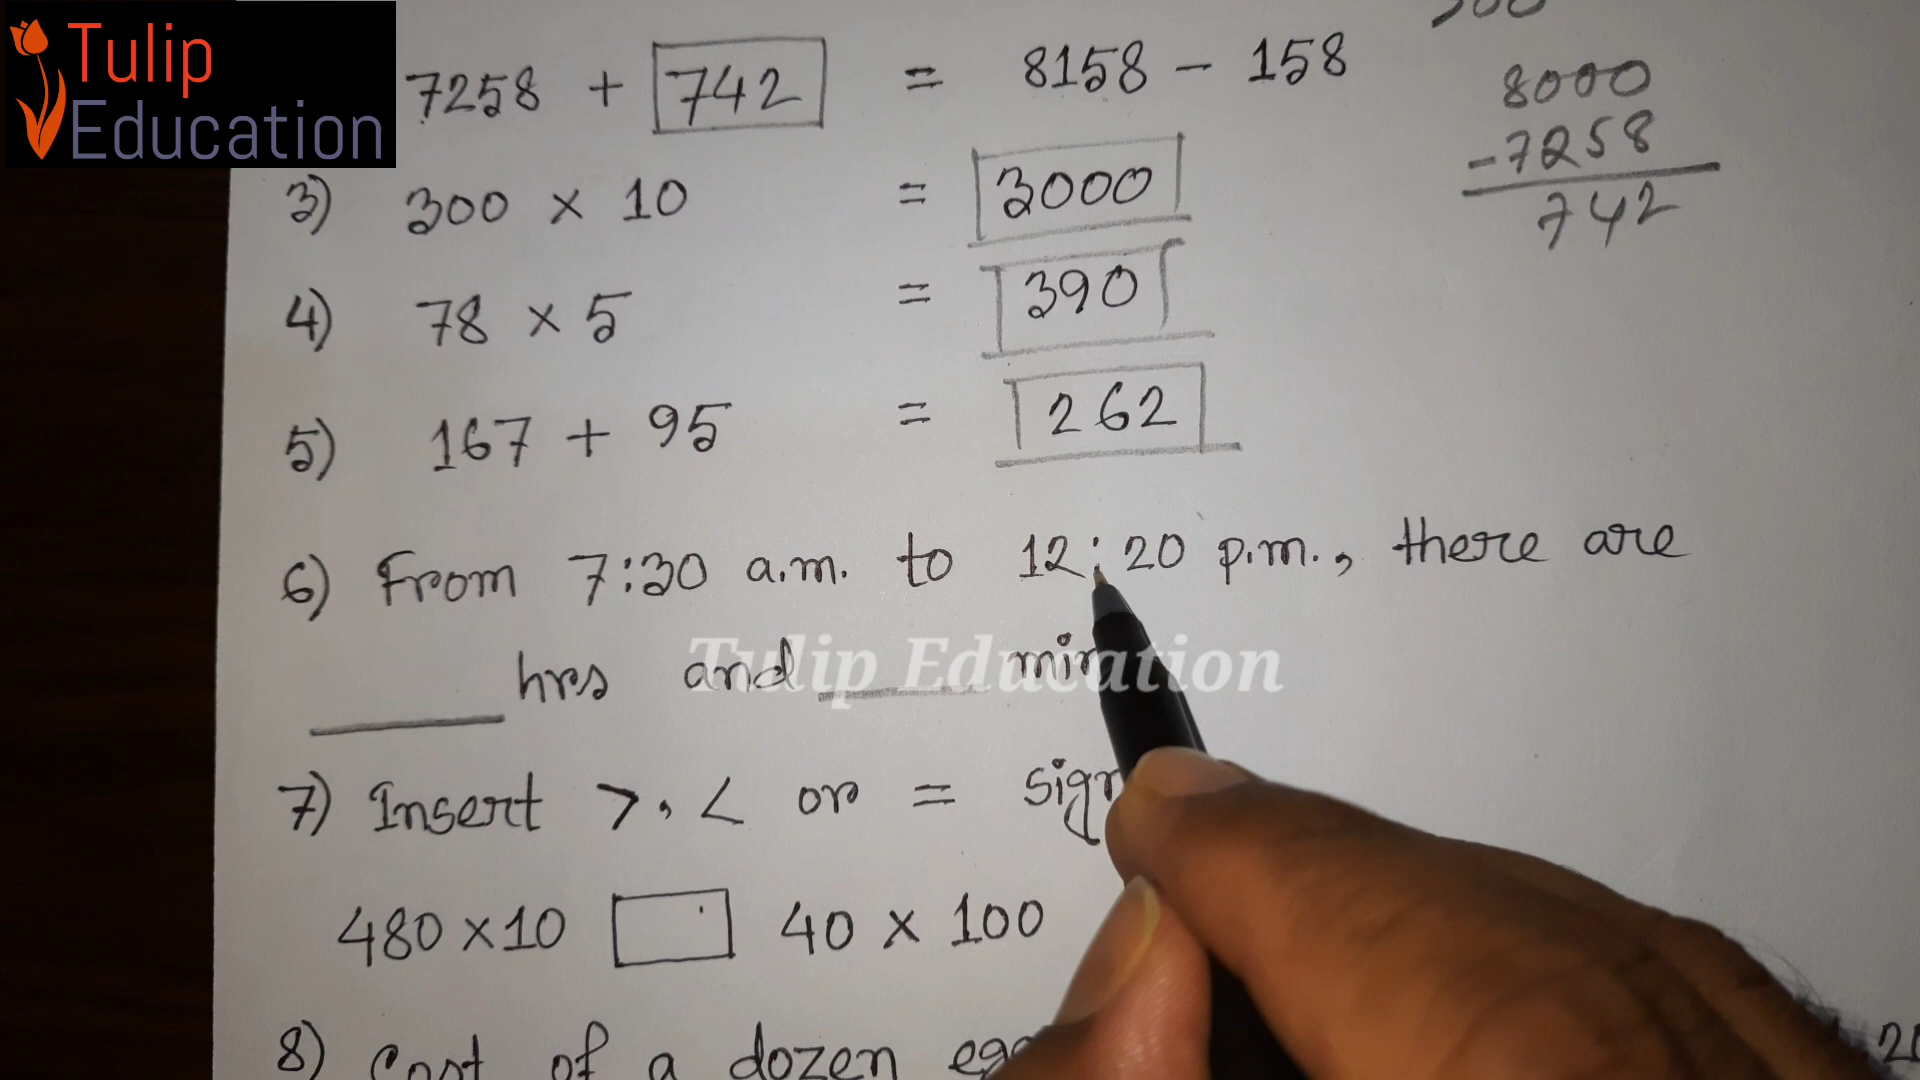 Tulip
Education
7258 + 742 = 8158 - 158
8000
-7258
742
3) 300 × 10 = 3000
4) 78 × 5 = 390
5) 167 + 95 = 262
6) From 7:30 a.m. to 12:20 p.m., there are
____ hrs and ____
Tulip Education
7) Insert >, < or =
480 × 10 □ 40 × 100
8) Cost of a dozen